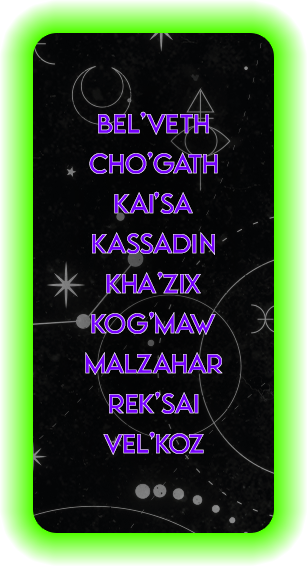 BEL'VETH
CHO'GATH
KAI'SA
KASSADIN
KHA'ZIX
KOG'MAW
MALZAHAR
REK'SAI
VEL'KOZ